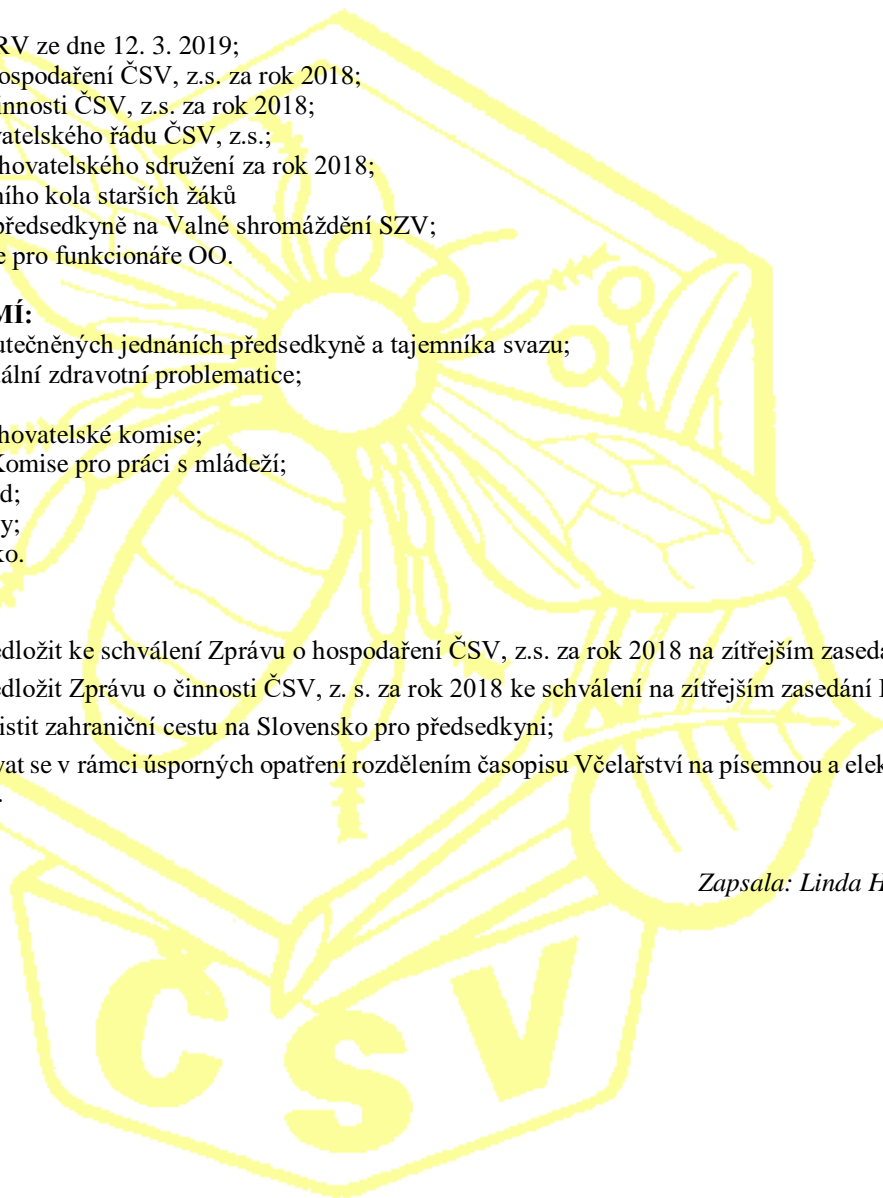 RV ze dne 12. 3. 2019;
ospodaření ČSV, z.s. za rok 2018;
innosti ČSV, z.s. za rok 2018;
vatelského řádu ČSV, z.s.;
hovatelského sdružení za rok 2018;
ního kola starších žáků
předsedkyně na Valné shromáždění SZV;
e pro funkcionáře OO.
MÍ:
utečněných jednáních předsedkyně a tajemníka svazu;
ální zdravotní problematice;
hovatelské komise;
Komise pro práci s mládeží;
d;
y;
ko.
edložit ke schválení Zprávu o hospodaření ČSV, z.s. za rok 2018 na zítřejším zased
edložit Zprávu o činnosti ČSV, z. s. za rok 2018 ke schválení na zítřejším zasedání
istit zahraniční cestu na Slovensko pro předsedkyni;
vat se v rámci úsporných opatření rozdělením časopisu Včelařství na písemnou a elek
Zapsala: Linda H
ČSV